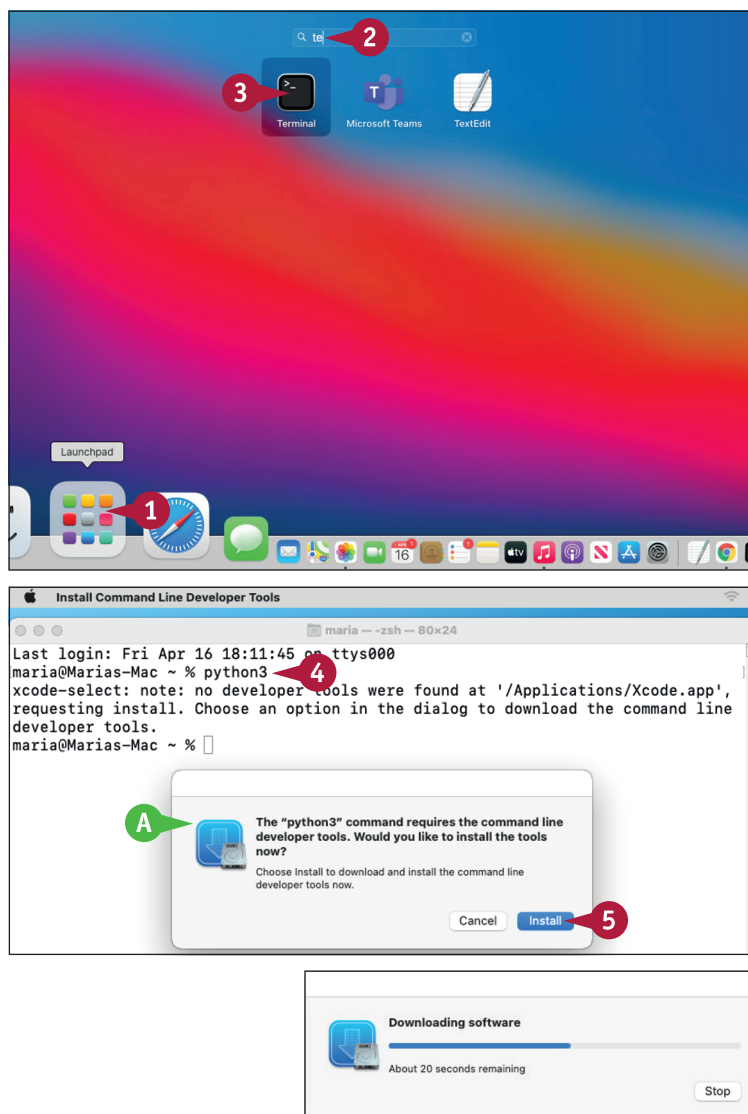 te
2
3
>_
T
Terminal
Microsoft Teams
TextEdit
Launchpad
1
APR
16
1
1
tv
N
Install Command Line Developer Tools
maria — -zsh — 80×24
Last login: Fri Apr 16 18:11:45 on ttys000
maria@Marias-Mac ~ % python3
4
xcode-select: note: no developer tools were found at '/Applications/Xcode.app',
requesting install. Choose an option in the dialog to download the command line
developer tools.
maria@Marias-Mac ~ %
A
The “python3” command requires the command line
developer tools. Would you like to install the tools
now?
Choose Install to download and install the command line
developer tools now.
Cancel
Install
5
Downloading software
About 20 seconds remaining
Stop